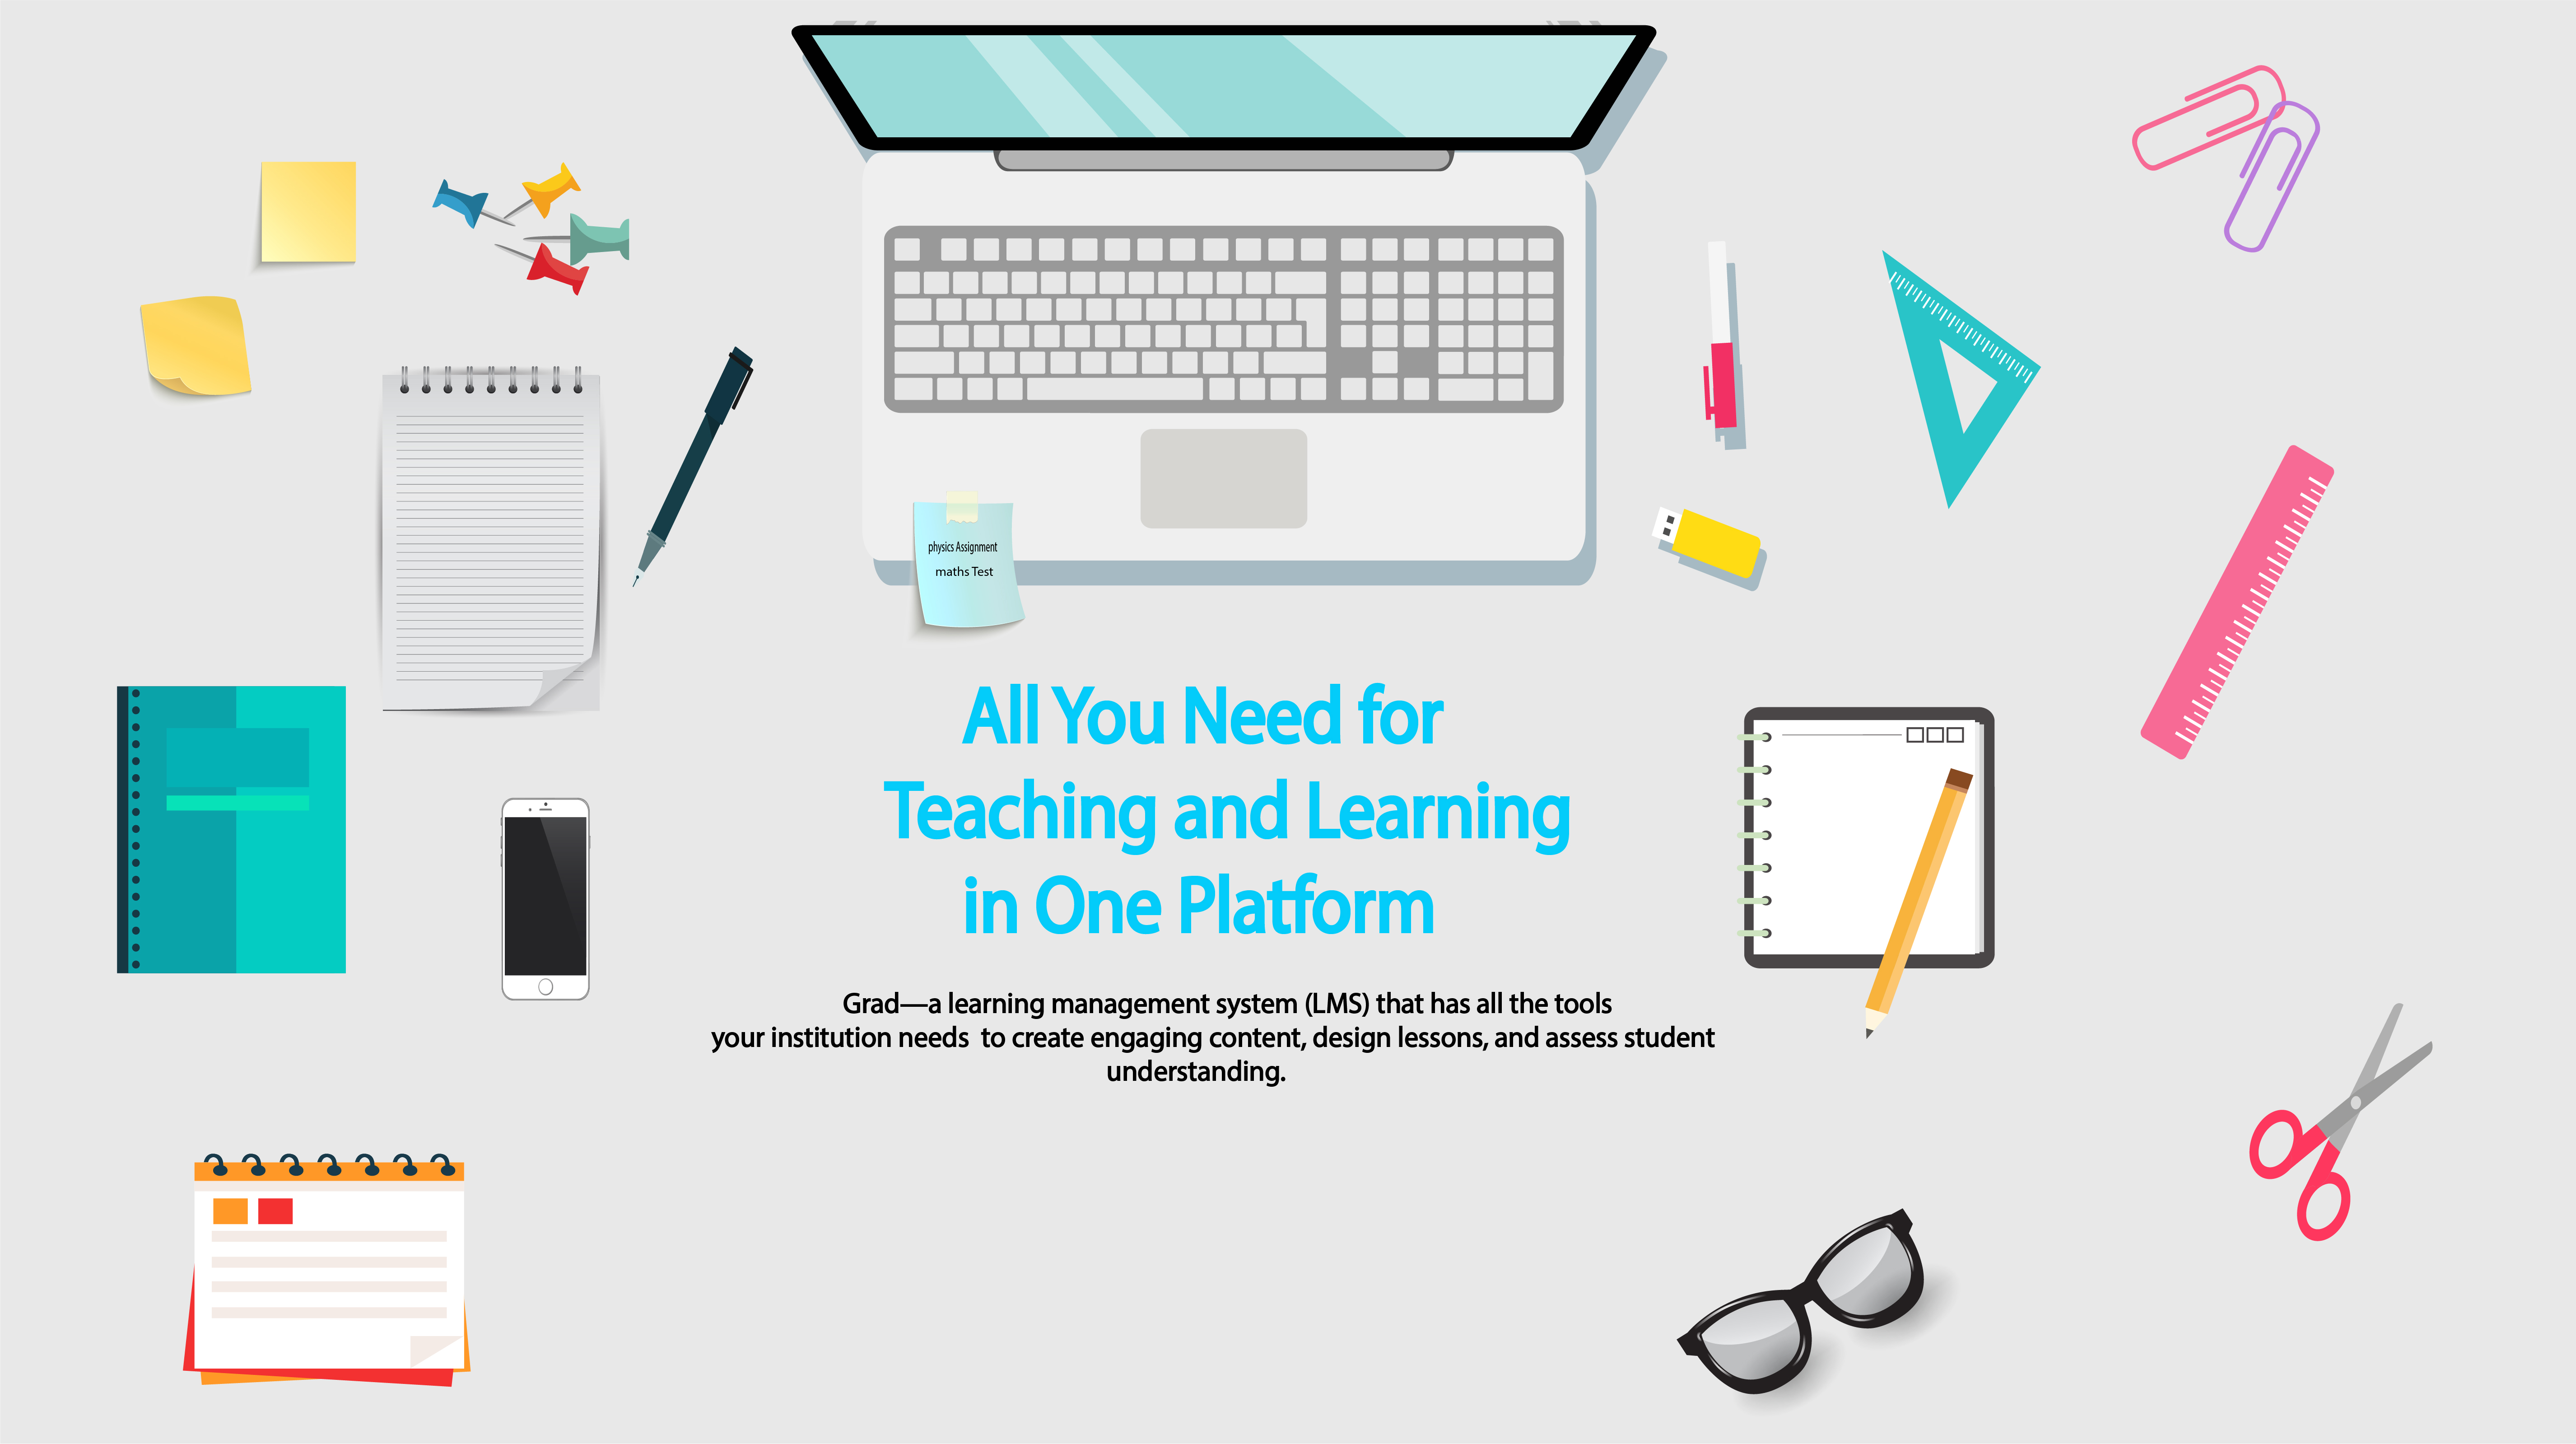 physics Assignment
maths Test
All You Need for
Teaching and Learning
in One Platform
Grad—a learning management system (LMS) that has all the tools
your institution needs  to create engaging content, design lessons, and assess student
understanding.